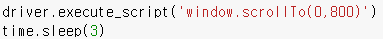 driver.execute_script('window.scrollTo(0,800)')
time.sleep(3)